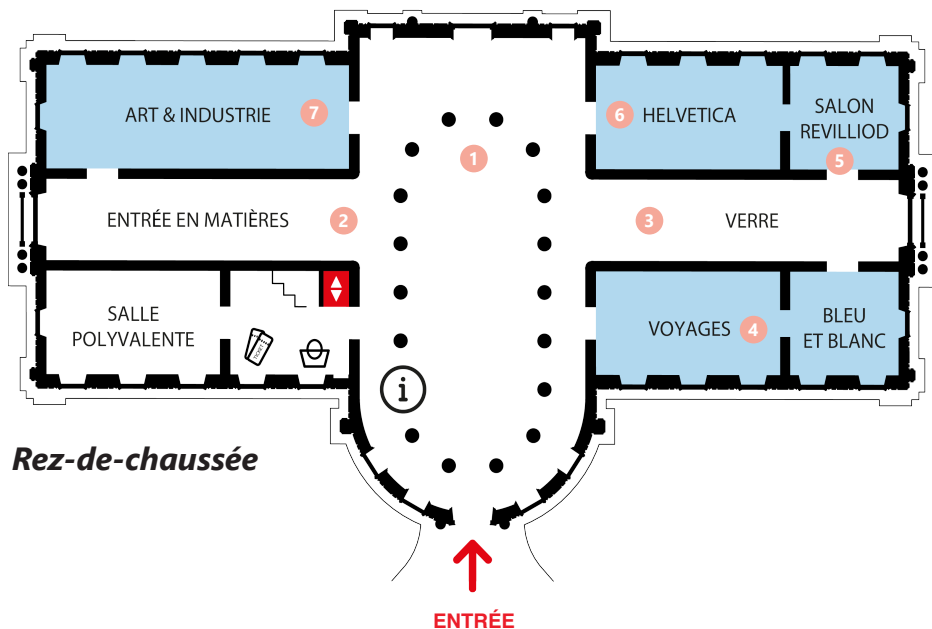 ART & INDUSTRIE
7
1
6
HELVETICA
SALON
REVILLIOD
5
ENTRÉE EN MATIÈRES
2
3
VERRE
SALLE
POLYVALENTE
TICKET
i
VOYAGES
4
BLEU
ET BLANC
Rez-de-chaussée
ENTRÉE